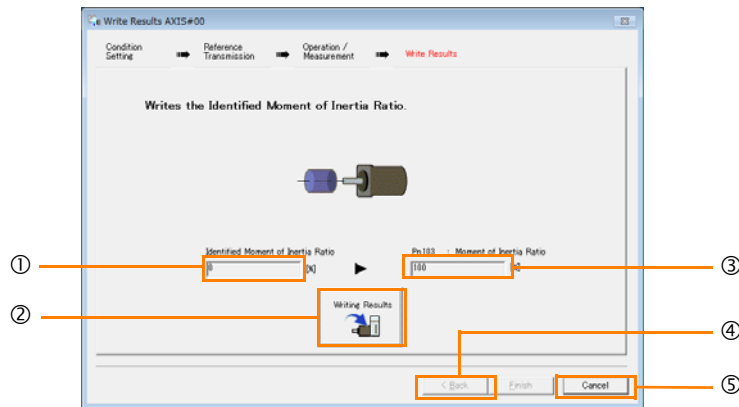 Write Results AXIS#00
Condition Setting
Reference Transmission
Operation / Measurement
Write Results
Writes the Identified Moment of Inertia Ratio.
Identified Moment of Inertia Ratio
Pn103 : Moment of Inertia Ratio
①
0
[%]
100
[%]
③
Writing Results
②
④
< Back
Finish
Cancel
⑤